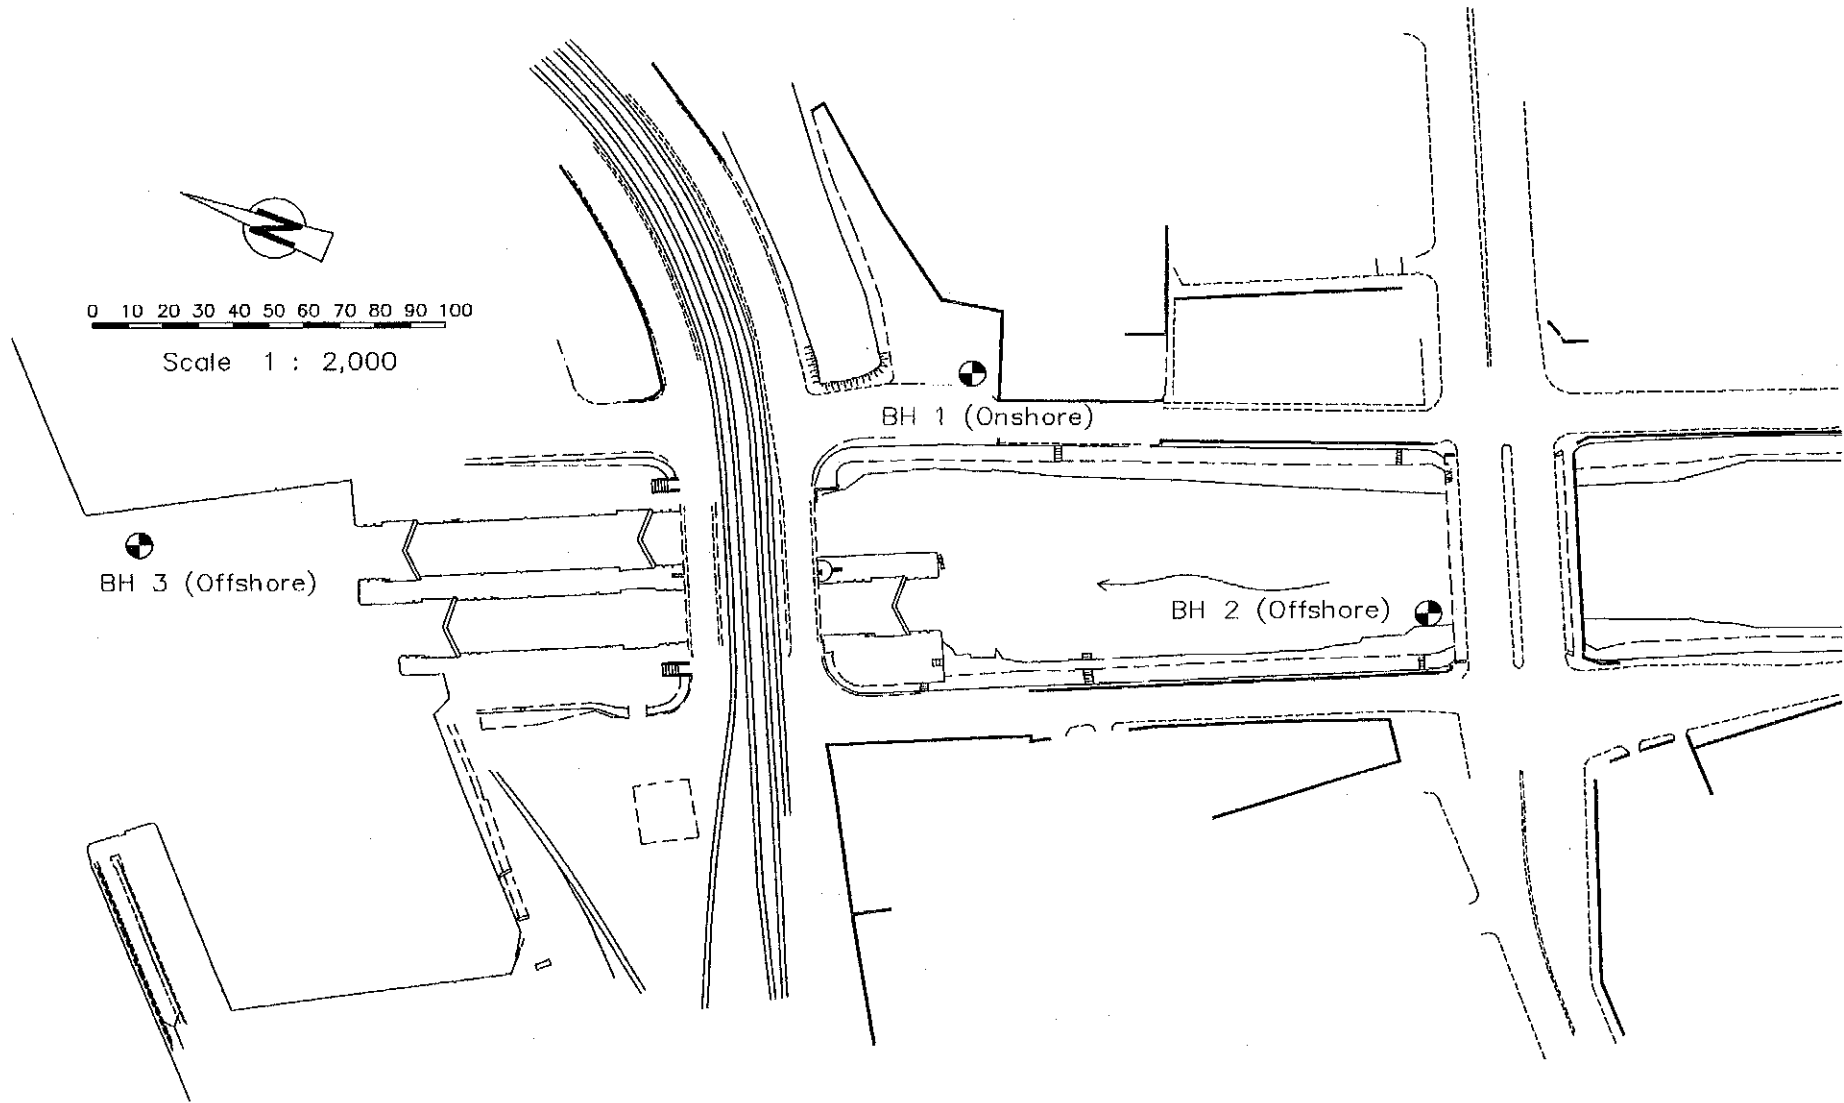 N
0 10 20 30 40 50 60 70 80 90 100
Scale 1 : 2,000
BH 1 (Onshore)
BH 3 (Offshore)
BH 2 (Offshore)